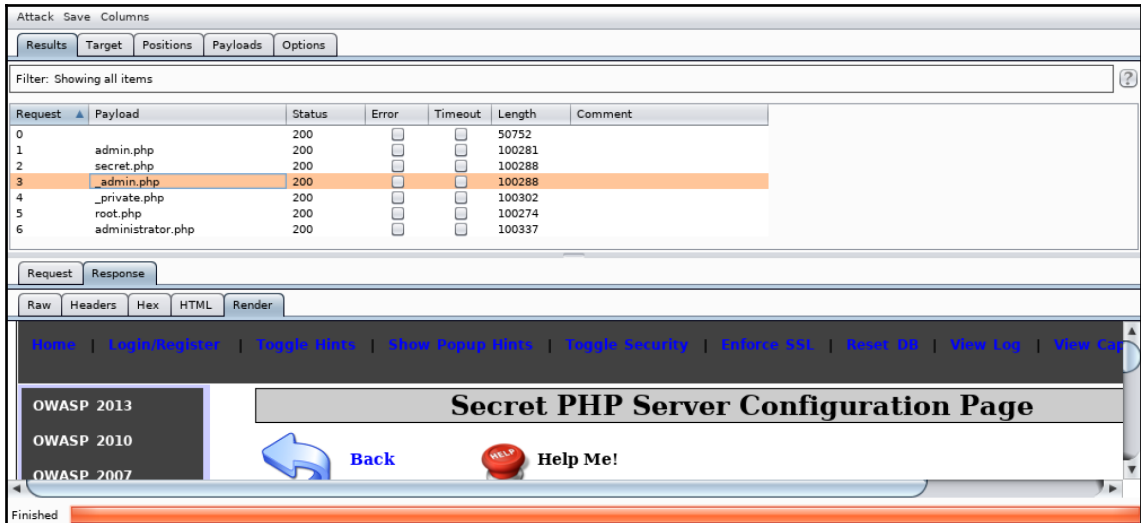 Attack Save Columns
Results Target Positions Payloads Options
Filter: Showing all items ?
Request Payload Status Error Timeout Length Comment
0 200 50752
1 admin.php 200 100281
2 secret.php 200 100288
3 _admin.php 200 100288
4 _private.php 200 100302
5 root.php 200 100274
6 administrator.php 200 100337
Request Response
Raw Headers Hex HTML Render
Home | Login/Register | Toggle Hints | Show Popup Hints | Toggle Security | Enforce SSL | Reset DB | View Log | View Cap
OWASP 2013 Secret PHP Server Configuration Page
OWASP 2010 Back HELP Help Me!
OWASP 2007
Finished